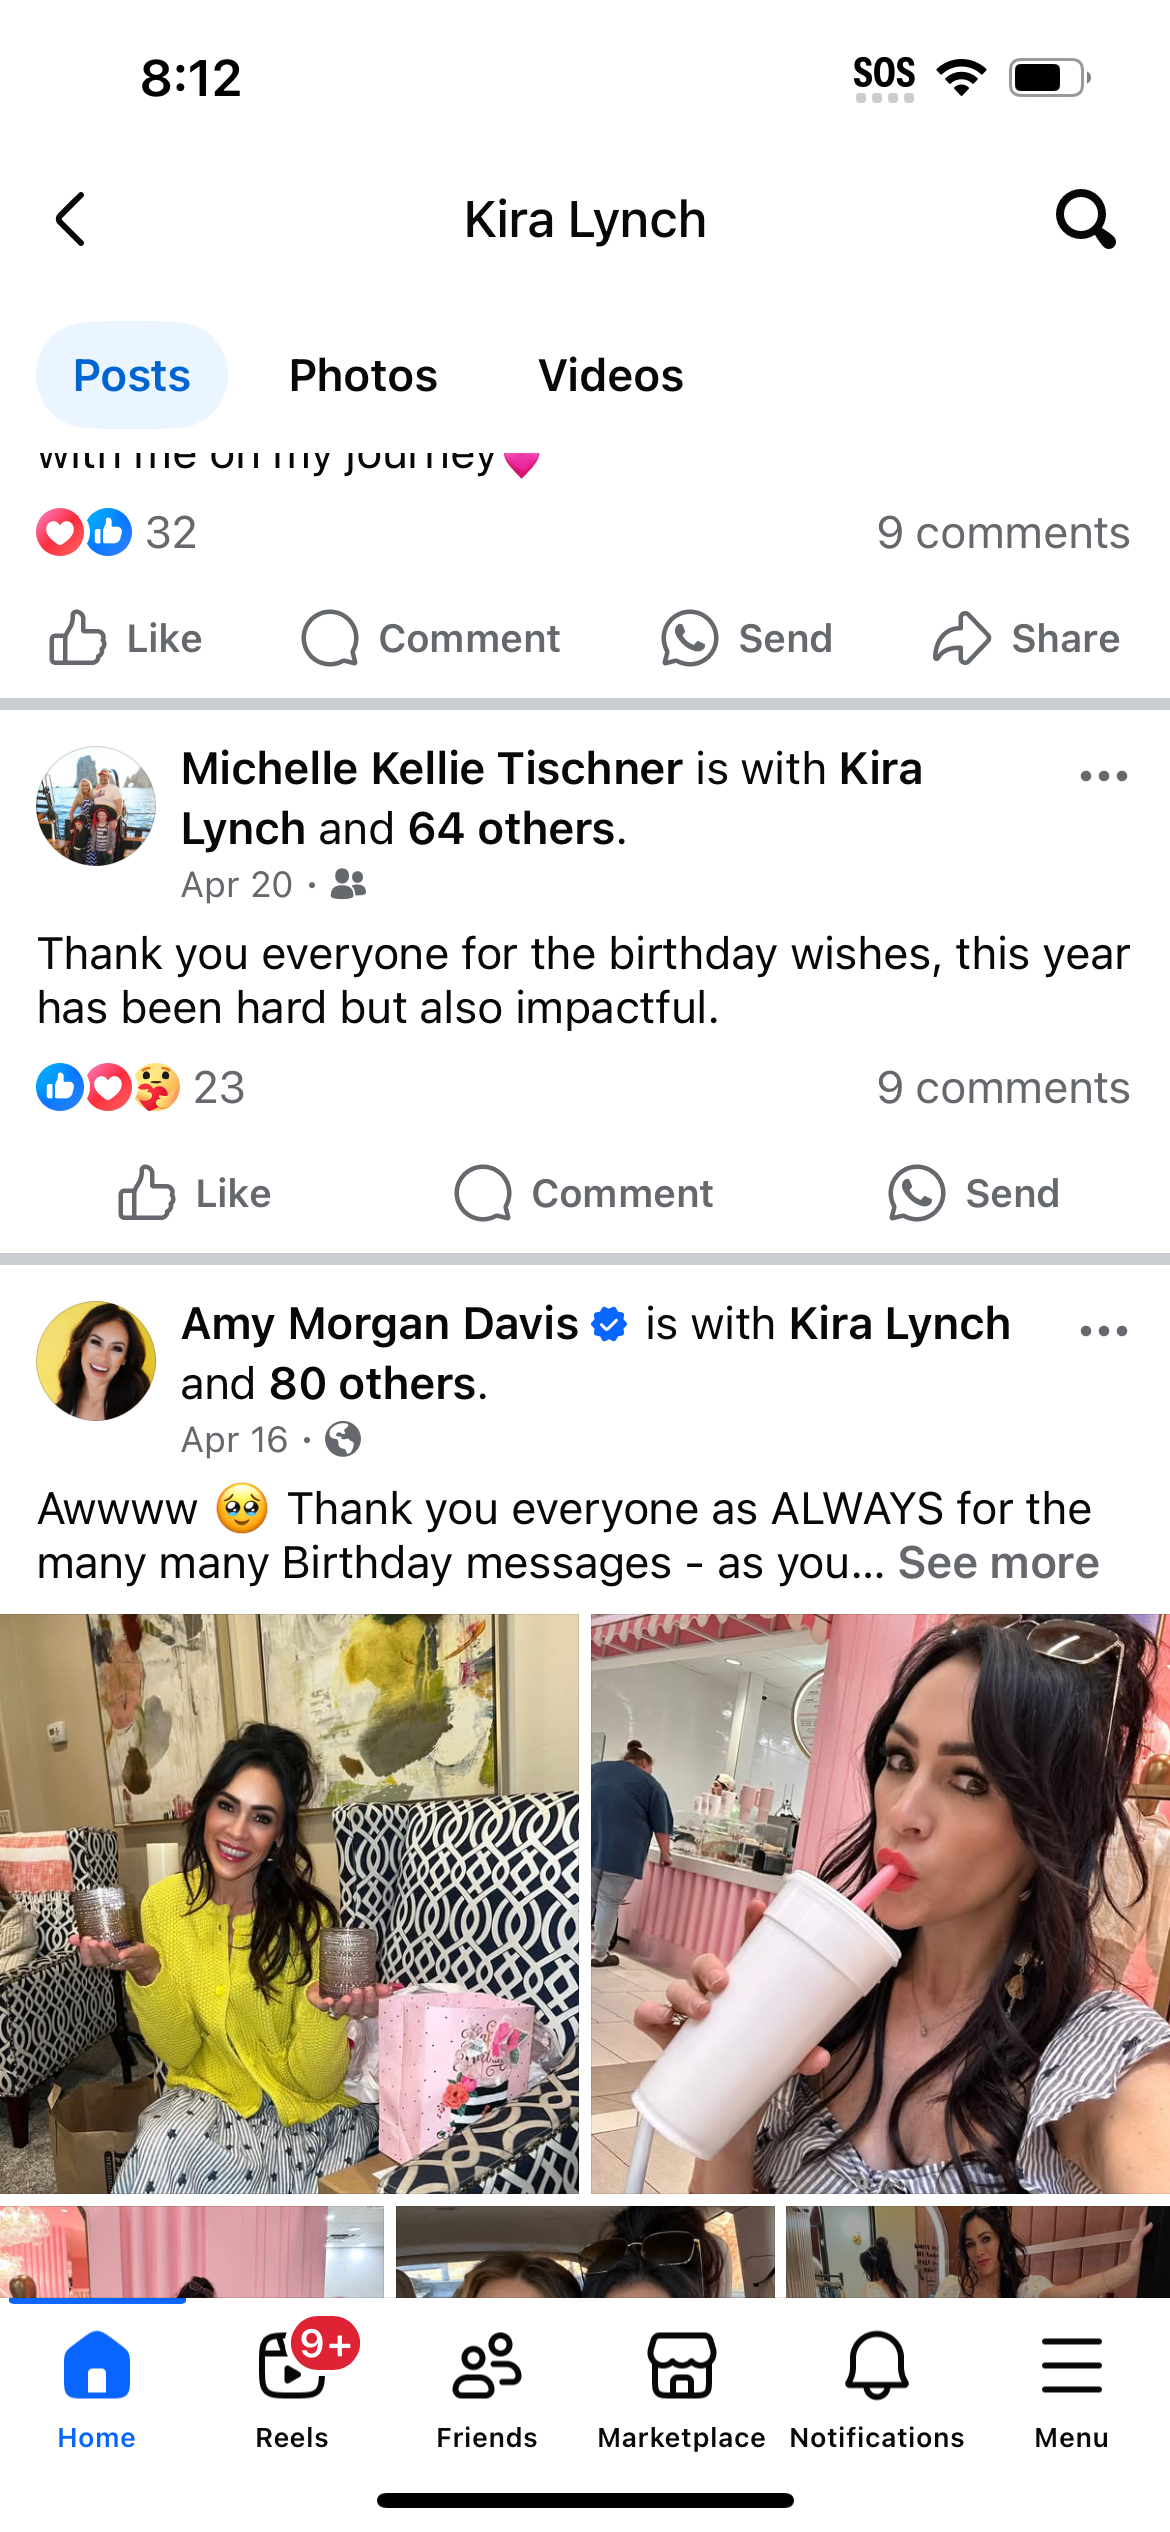 8:12
SOS
Kira Lynch
Posts
Photos
Videos
with me on my journey
32
9 comments
Like
Comment
Send
Share
Michelle Kellie Tischner is with Kira
Lynch and 64 others.
Apr 20 ·
Thank you everyone for the birthday wishes, this year
has been hard but also impactful.
23
9 comments
Like
Comment
Send
Amy Morgan Davis is with Kira Lynch
and 80 others.
Apr 16 ·
Awwww 🥹 Thank you everyone as ALWAYS for the
many many Birthday messages - as you... See more
9+
Home
Reels
Friends
Marketplace
Notifications
Menu